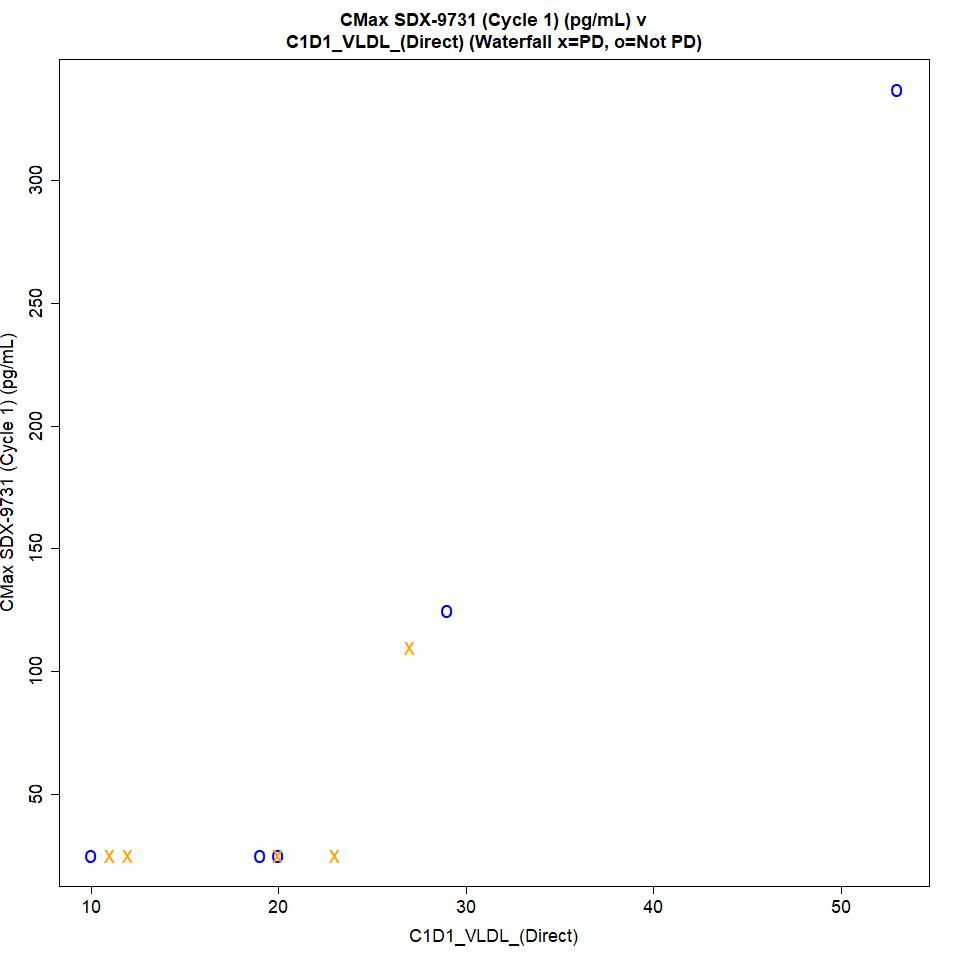 CMax SDX-9731 (Cycle 1) (pg/mL) v
C1D1_VLDL_(Direct) (Waterfall x=PD, o=Not PD)
CMax SDX-9731 (Cycle 1) (pg/mL)
300
250
200
150
100
50
o
o
x
o x x o o x x
10 20 30 40 50
C1D1_VLDL_(Direct)